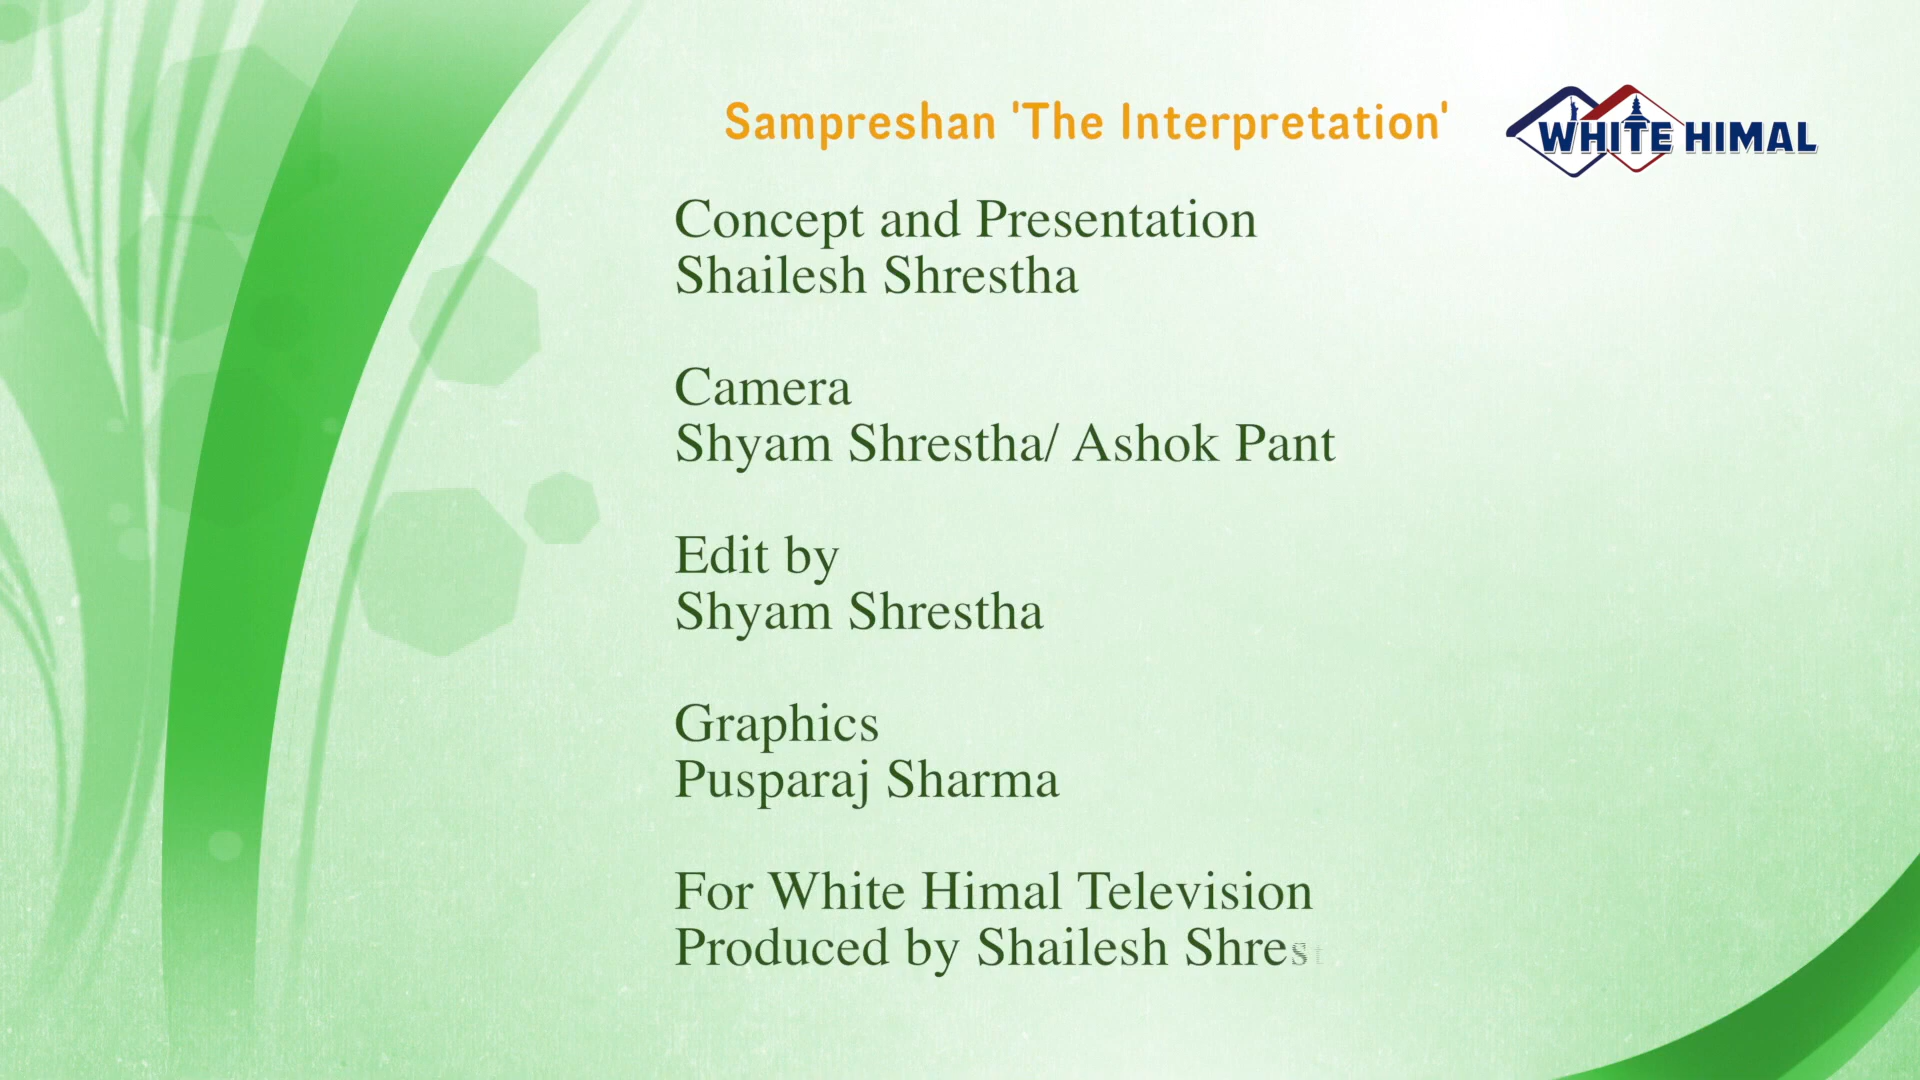 Sampreshan 'The Interpretation'
WHITE HIMAL
Concept and Presentation
Shailesh Shrestha
Camera
Shyam Shrestha/ Ashok Pant
Edit by
Shyam Shrestha
Graphics
Pusparaj Sharma
For White Himal Television
Produced by Shailesh Shrest